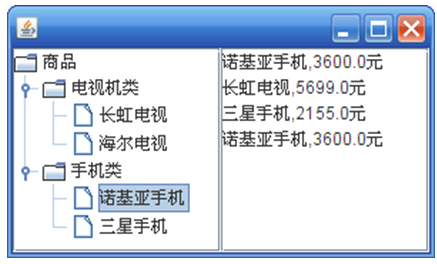 商品
电视机类
长虹电视
海尔电视
手机类
诺基亚手机
三星手机
诺基亚手机,3600.0元
长虹电视,5699.0元
三星手机,2155.0元
诺基亚手机,3600.0元